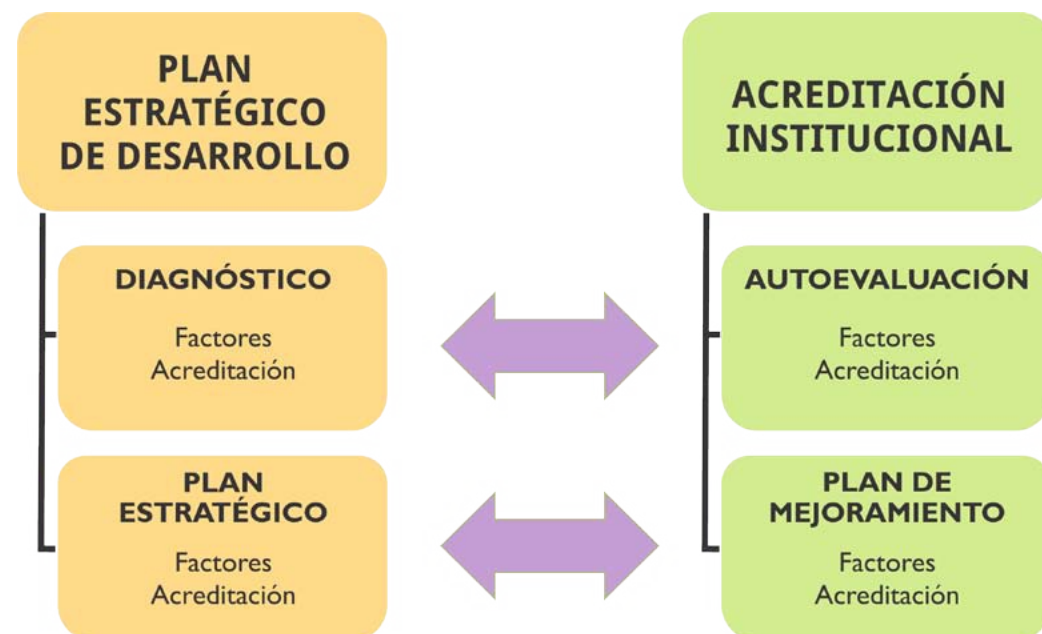 PLAN
ESTRATÉGICO
DE DESARROLLO
DIAGNÓSTICO
Factores
Acreditación
PLAN
ESTRATÉGICO
Factores
Acreditación
ACREDITACIÓN
INSTITUCIONAL
AUTOEVALUACIÓN
Factores
Acreditación
PLAN DE
MEJORAMIENTO
Factores
Acreditación